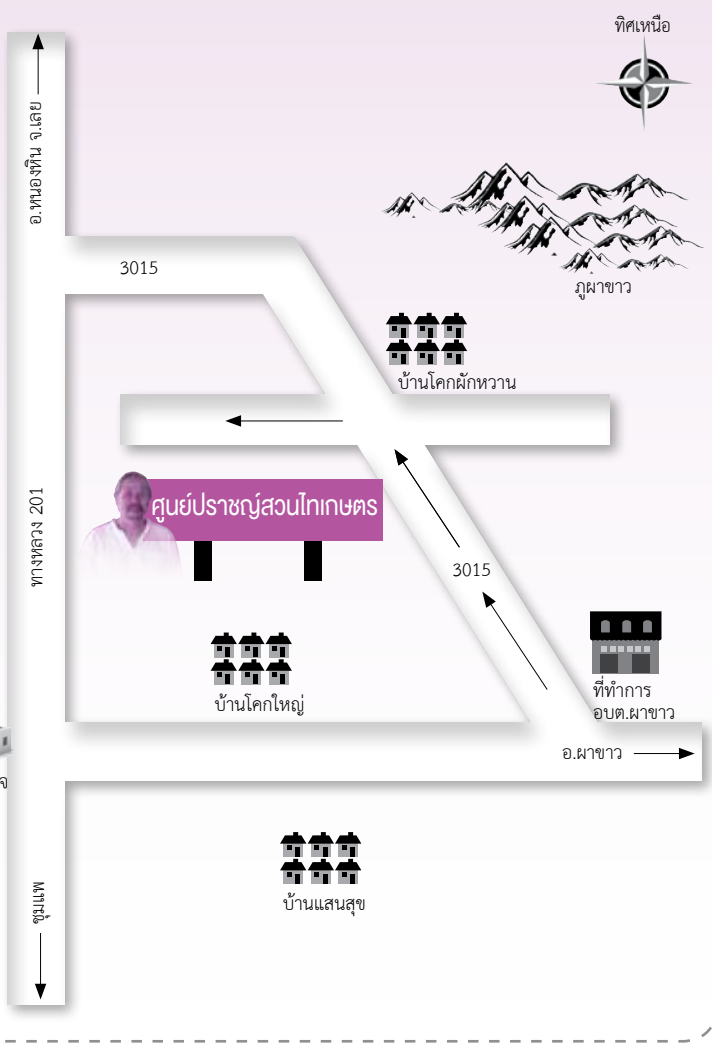 ทิศเหนือ
อ.หนองหิน จ.เลย
3015
ภูผาขาว
บ้านโคกผักหวาน
ทางหลวง 201
ศูนย์ปราชญ์สวนไทเกษตร
3015
บ้านโคกใหญ่
ที่ทำการ
อบต.ผาขาว
อ.ผาขาว
จ
ชุมแพ
บ้านแสนสุข